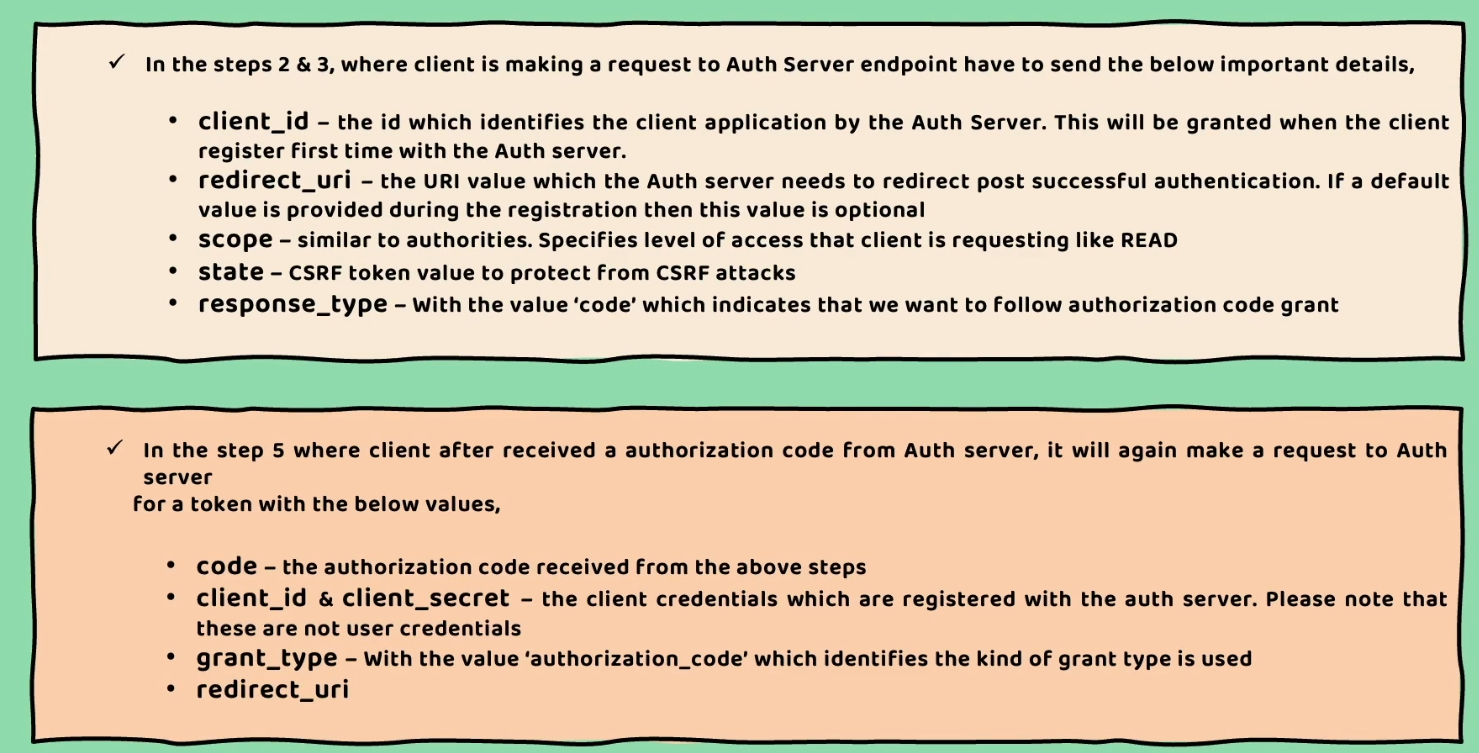 ✓ In the steps 2 & 3, where client is making a request to Auth Server endpoint have to send the below important details,
• client_id – the id which identifies the client application by the Auth Server. This will be granted when the client
register first time with the Auth server.
• redirect_uri – the URI value which the Auth server needs to redirect post successful authentication. If a default
value is provided during the registration then this value is optional
• scope – similar to authorities. Specifies level of access that client is requesting like READ
• state – CSRF token value to protect from CSRF attacks
• response_type – With the value ‘code’ which indicates that we want to follow authorization code grant
✓ In the step 5 where client after received a authorization code from Auth server, it will again make a request to Auth
server
for a token with the below values,
• code – the authorization code received from the above steps
• client_id & client_secret – the client credentials which are registered with the auth server. Please note that
these are not user credentials
• grant_type – With the value ‘authorization_code’ which identifies the kind of grant type is used
• redirect_uri